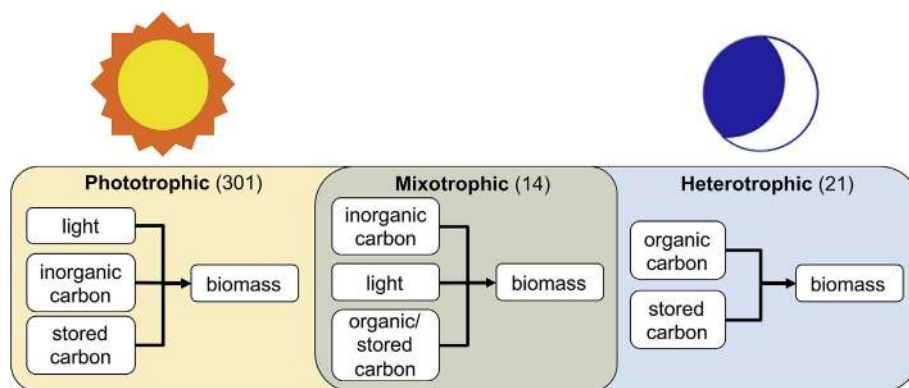 Phototrophic (301)
light
inorganic
carbon
stored
carbon
biomass
Mixotrophic (14)
inorganic
carbon
light
organic/
stored
carbon
biomass
Heterotrophic (21)
organic
carbon
stored
carbon
biomass